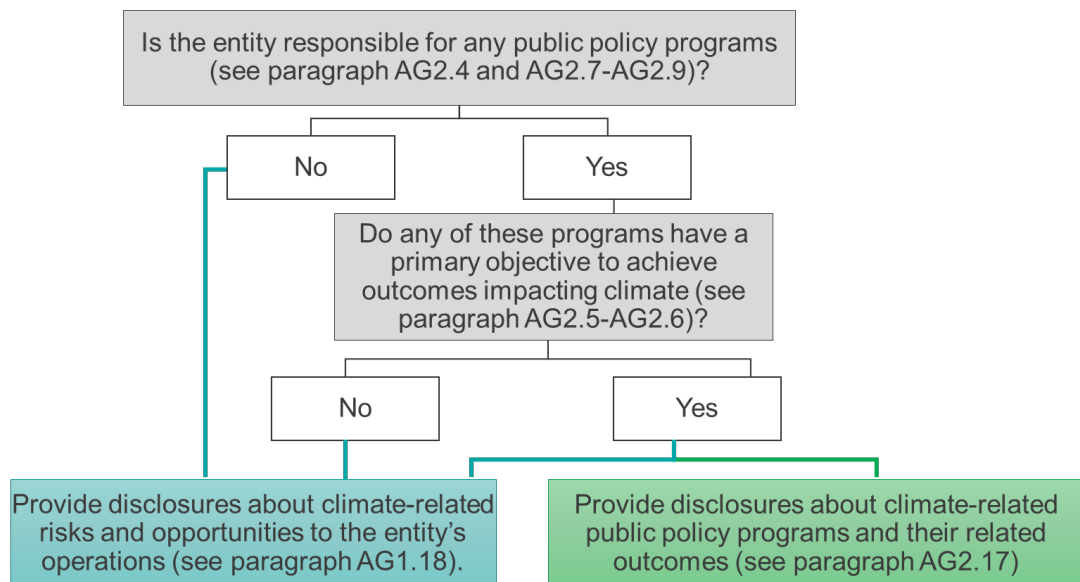 Is the entity responsible for any public policy programs
(see paragraph AG2.4 and AG2.7-AG2.9)?
No
Yes
Do any of these programs have a
primary objective to achieve
outcomes impacting climate (see
paragraph AG2.5-AG2.6)?
No
Yes
Provide disclosures about climate-related
risks and opportunities to the entity’s
operations (see paragraph AG1.18).
Provide disclosures about climate-related
public policy programs and their related
outcomes (see paragraph AG2.17)